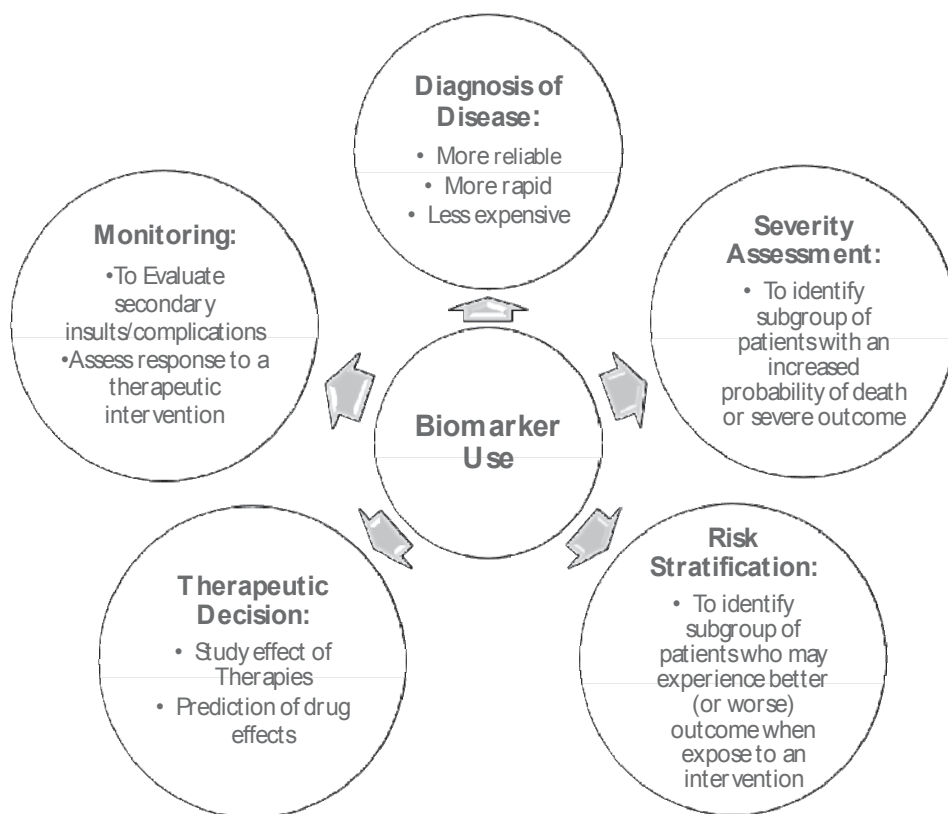 Diagnosis of
Disease:
• More reliable
• More rapid
• Less expensive
Monitoring:
•To Evaluate
secondary
insults/complications
•Assess response to a
therapeutic
intervention
Severity
Assessment:
• To identify
subgroup of
patients with an
increased
probability of death
or severe outcome
Biomarker
Use
Therapeutic
Decision:
• Study effect of
Therapies
• Prediction of drug
effects
Risk
Stratification:
• To identify
subgroup of
patients who may
experience better
(or worse)
outcome when
expose to an
intervention